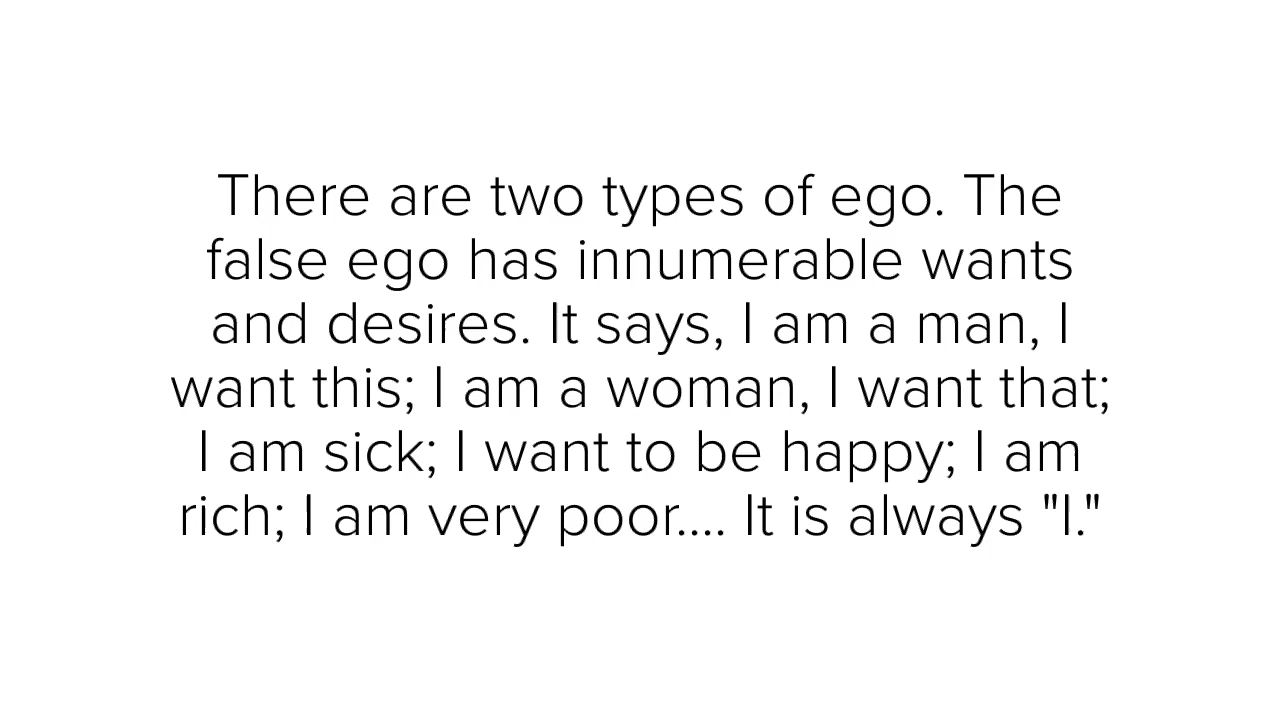 There are two types of ego. The
false ego has innumerable wants
and desires. It says, I am a man, I
want this; I am a woman, I want that;
I am sick; I want to be happy; I am
rich; I am very poor.... It is always "I."